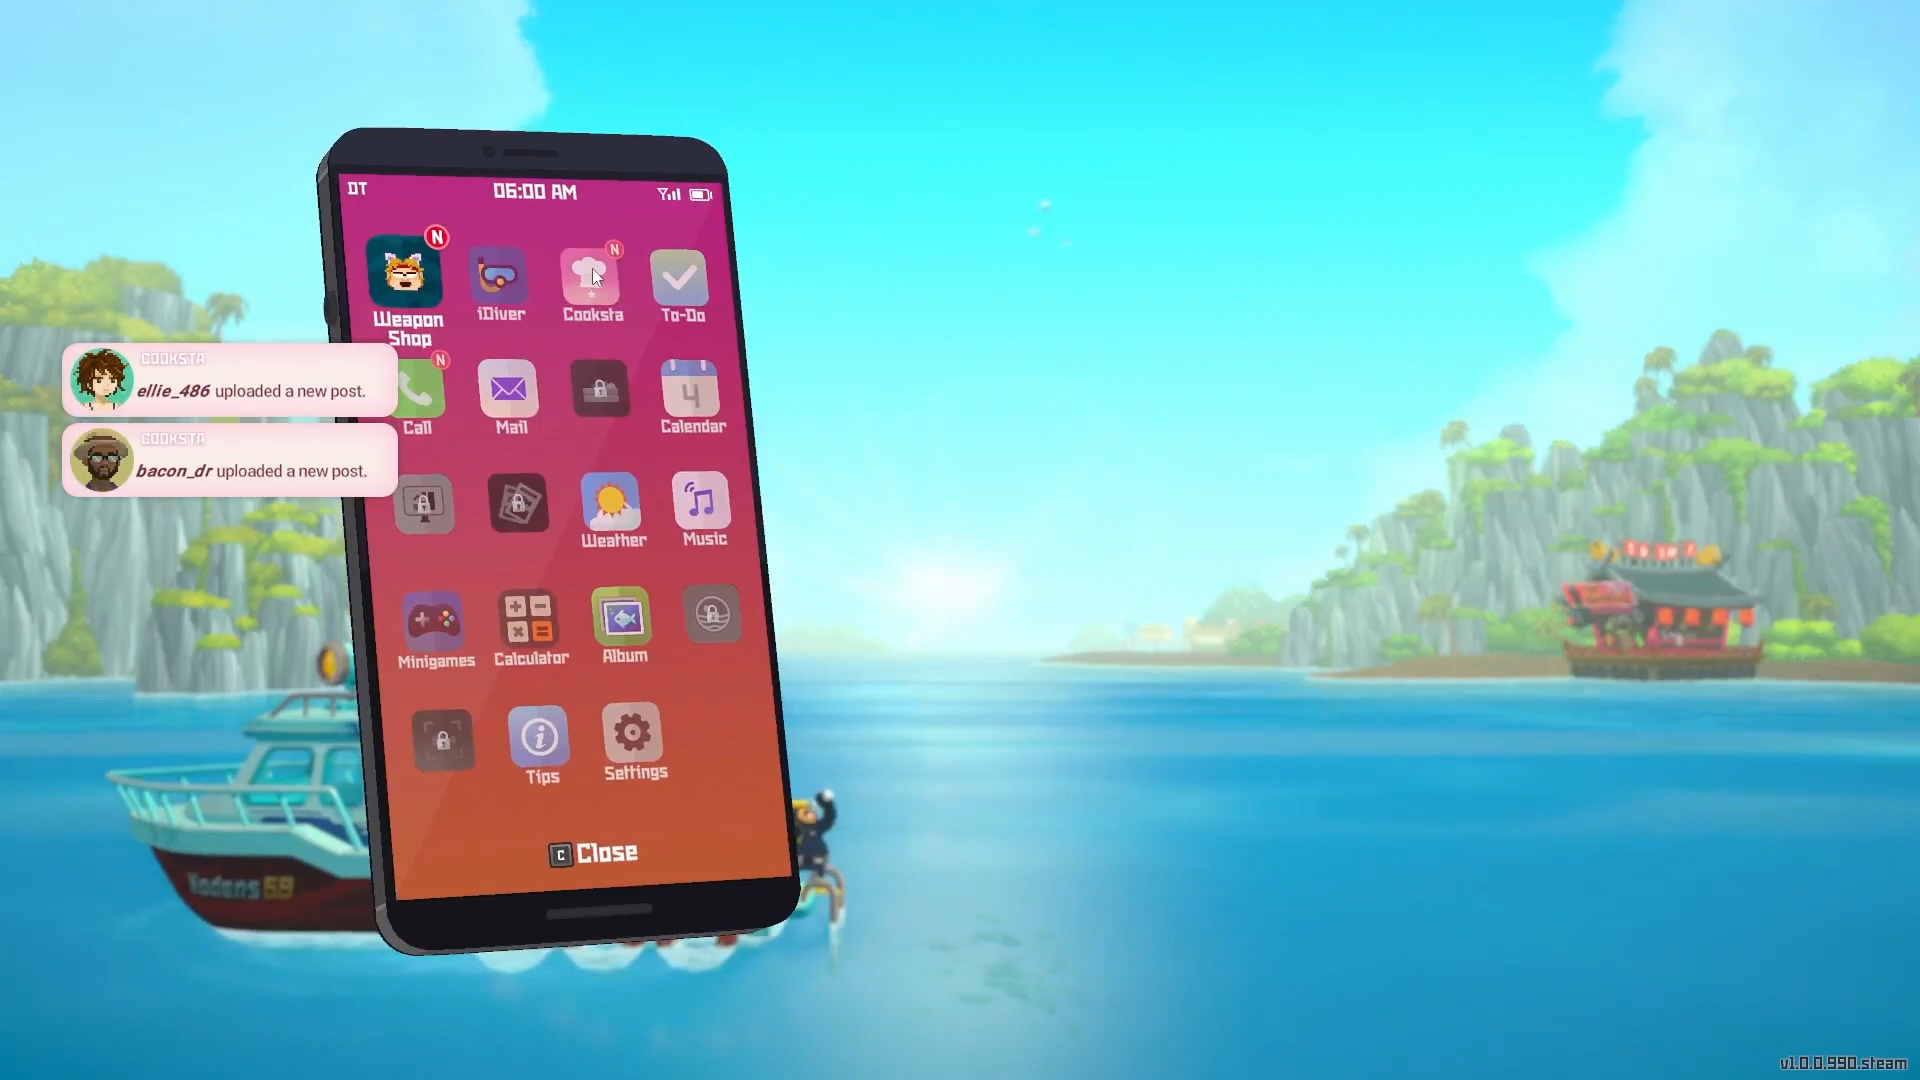 DT
06:00 AM
N
N
Weapon
Shop
iDiver
Cooksta
To-Do
COOKSTA
ellie_486 uploaded a new post.
N
COOKSTA
bacon_dr uploaded a new post.
Call
Mail
4
Calendar
Weather
Music
Minigames
Calculator
Album
Tips
Settings
C Close
v1.0.0.990.steam